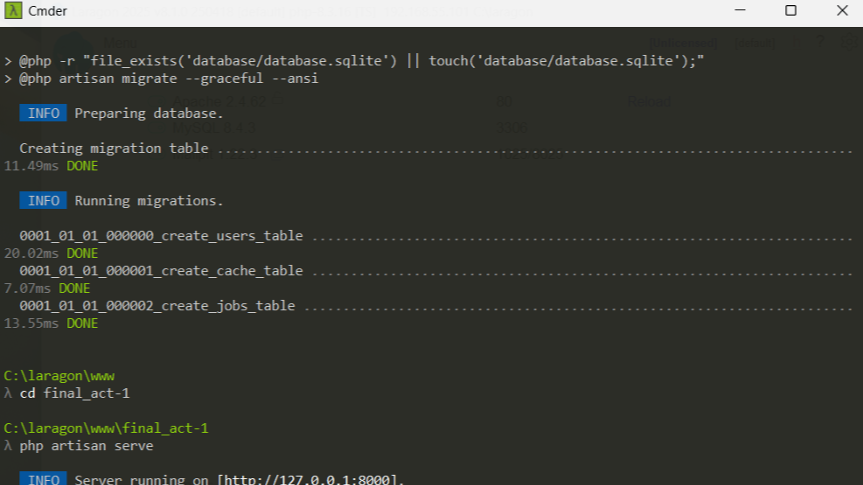 Cmder
> @php -r "file_exists('database/database.sqlite') || touch('database/database.sqlite');"
> @php artisan migrate --graceful --ansi
INFO Preparing database.
Creating migration table ................................................................................
11.49ms DONE
INFO Running migrations.
0001_01_01_000000_create_users_table ....................................................................
20.02ms DONE
0001_01_01_000001_create_cache_table ....................................................................
7.07ms DONE
0001_01_01_000002_create_jobs_table .....................................................................
13.55ms DONE
C:\laragon\www
λ cd final_act-1
C:\laragon\www\final_act-1
λ php artisan serve
INFO Server running on [http://127.0.0.1:8000].